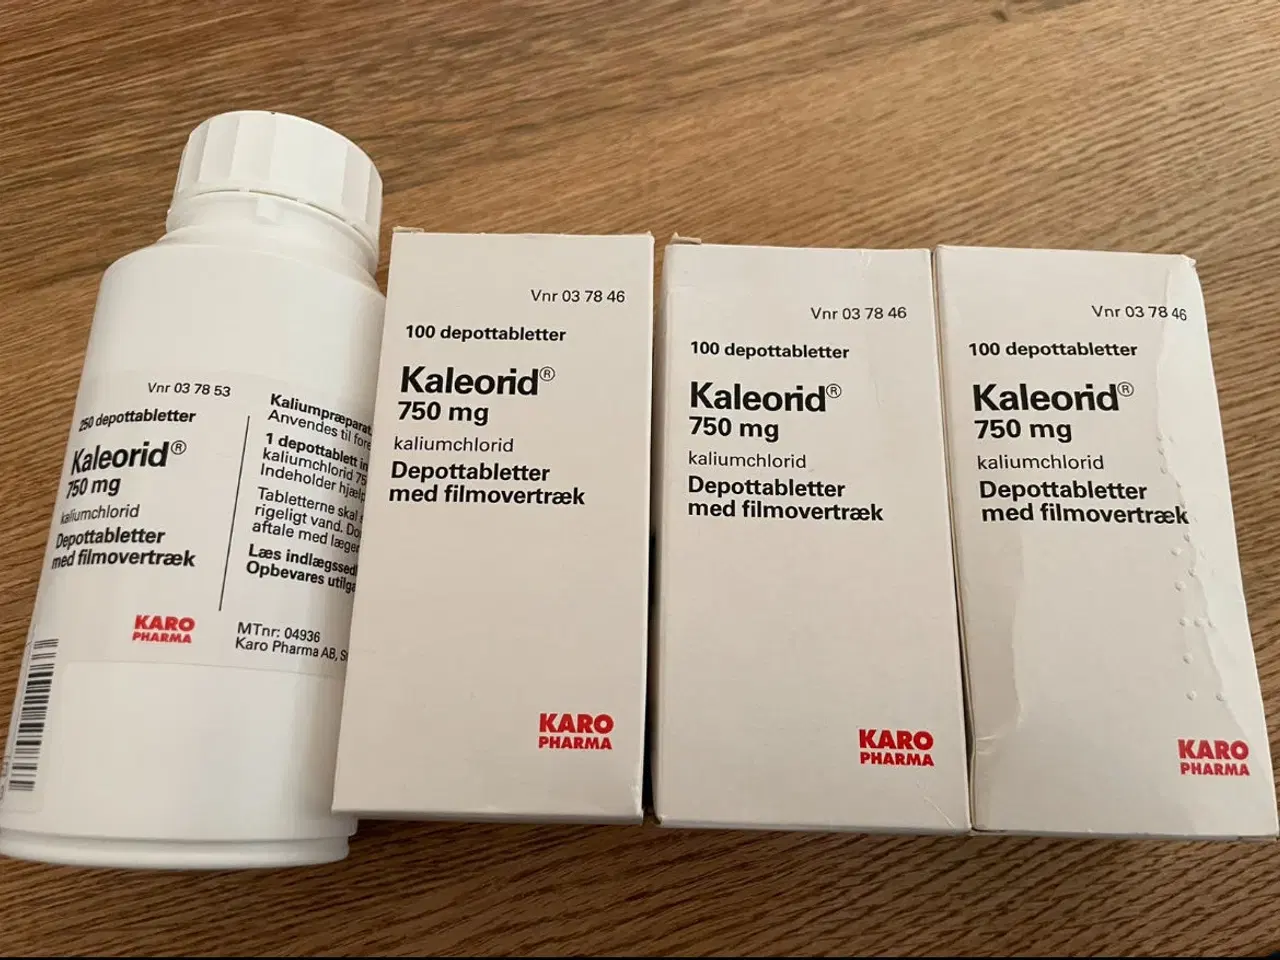 Vnr 03 78 53
250 depottabletter
Kaleorid®
750 mg
kaliumchlorid
Depottabletter
med filmovertræk
KARO
PHARMA
Kaliumpræparat.
Anvendes til
1 depottablett
kaliumchlorid
Indeholder
Tabletterne skal
rigeligt vand.
aftale med
Læs
Opbevares
MTnr: 04936
Karo Pharma AB,
Vnr 03 78 46
100 depottabletter
Kaleorid®
750 mg
kaliumchlorid
Depottabletter
med filmovertræk
KARO
PHARMA
Vnr 03 78 46
100 depottabletter
Kaleorid®
750 mg
kaliumchlorid
Depottabletter
med filmovertræk
KARO
PHARMA
Vnr 03 78 46
100 depottabletter
Kaleorid®
750 mg
kaliumchlorid
Depottabletter
med filmovertræk
KARO
PHARMA